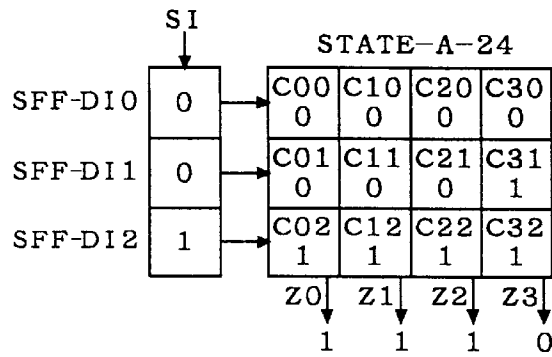 SI
STATE-A-24
SFF-DI0 0 C00 C10 C20 C30
0 0 0 0
SFF-DI1 0 C01 C11 C21 C31
0 0 0 1
SFF-DI2 1 C02 C12 C22 C32
1 1 1 1
Z0 Z1 Z2 Z3
1 1 1 0